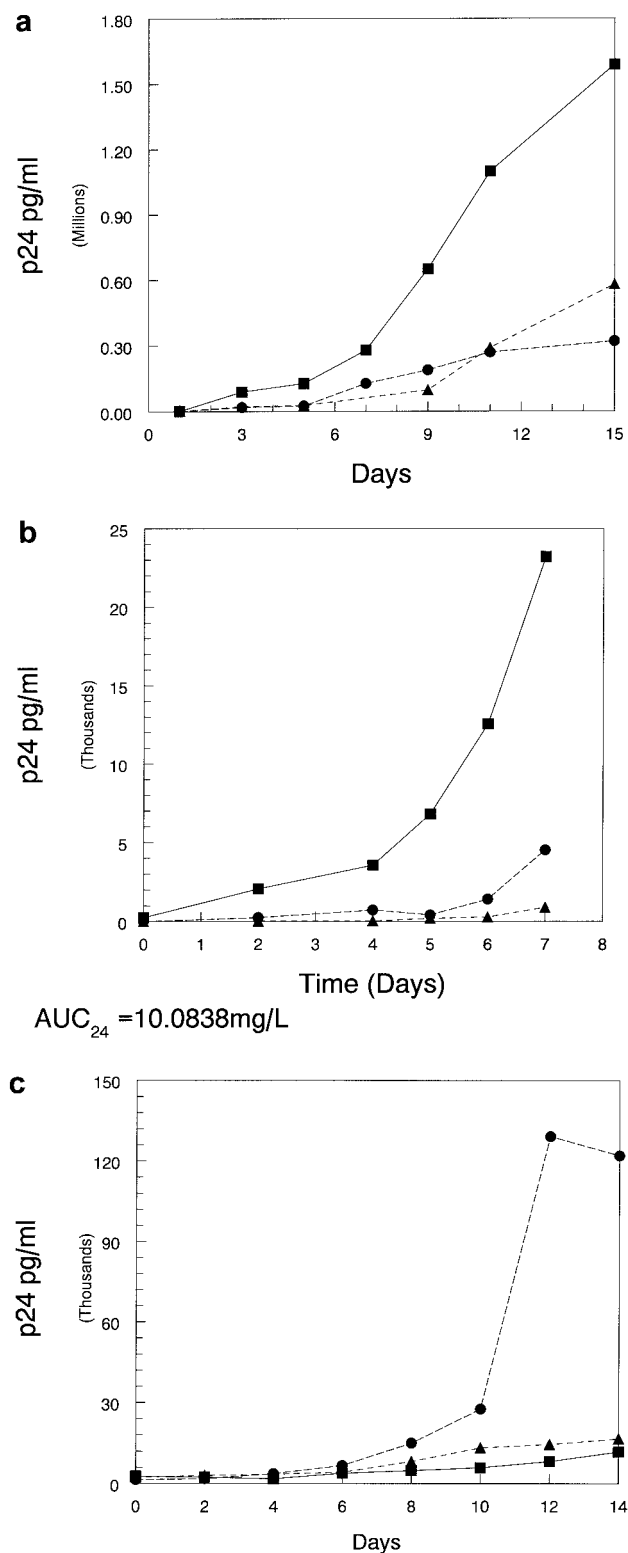 a
1.80
1.50
1.20
0.90
0.60
0.30
0.00
p24 pg/ml
(Millions)
0 3 6 9 12 15
Days
b
25
20
15
10
5
0
p24 pg/ml
(Thousands)
0 1 2 3 4 5 6 7 8
Time (Days)
AUC24 =10.0838mg/L
c
150
120
90
60
30
0
p24 pg/ml
(Thousands)
0 2 4 6 8 10 12 14
Days